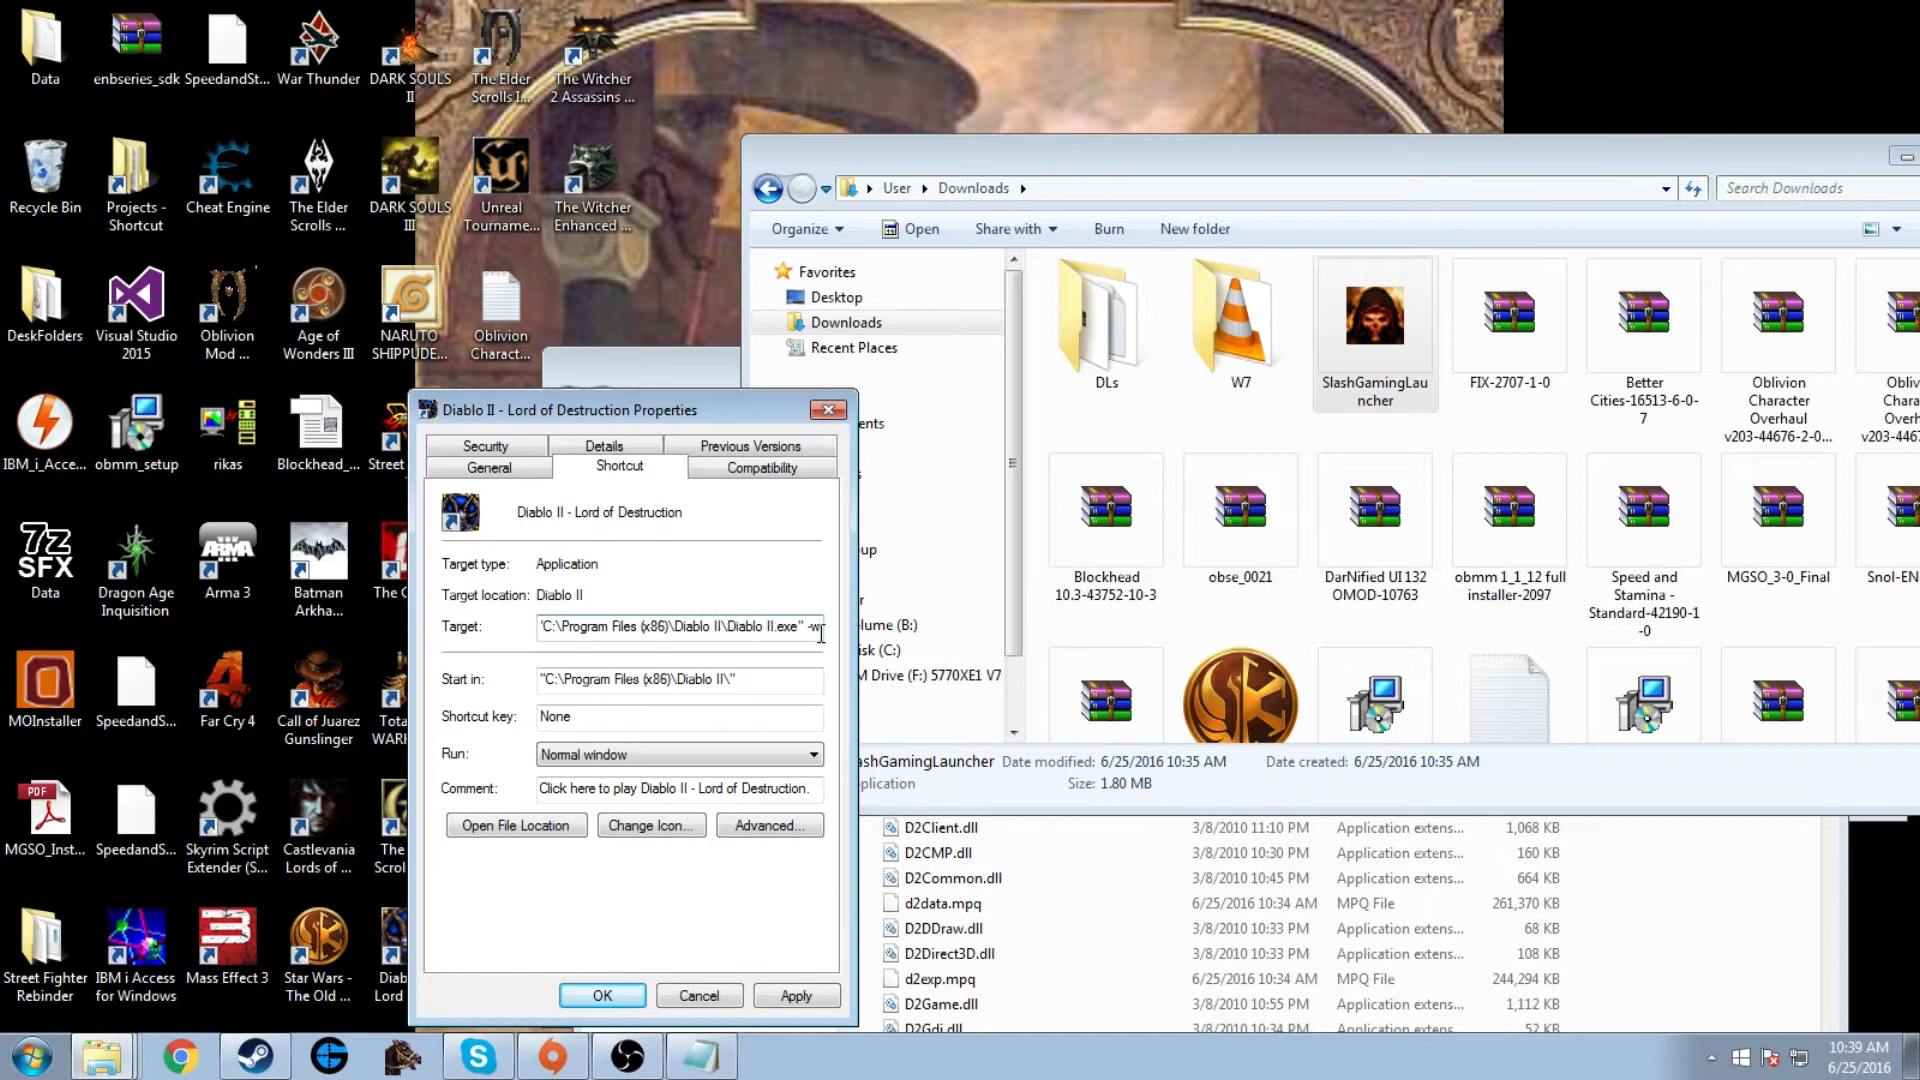 Data
enbseries_sdk
SpeedandSt...
War Thunder
DARK SOULS
II
The Elder
Scrolls I...
The Witcher
2 Assassins ...
Recycle Bin
Projects -
Shortcut
Cheat Engine
The Elder
Scrolls ...
DARK SOULS
III
Unreal
Tourname...
The Witcher
Enhanced ...
DeskFolders
Visual Studio
2015
Oblivion
Mod ...
Age of
Wonders III
NARUTO
SHIPPUDE...
Oblivion
Charact...
IBM_i_Acce...
obmm_setup
rikas
Blockhead_...
Street
7z
SFX
Data
Dragon Age
Inquisition
ARMA
Arma 3
Batman
Arkha...
The C
MOInstaller
SpeedandS...
Far Cry 4
Call of Juarez
Gunslinger
Tota
WARH
PDF
MGSO_Inst...
SpeedandS...
Skyrim Script
Extender (S...
Castlevania
Lords of ...
The
Scrol
Street Fighter
Rebinder
IBM i Access
for Windows
Mass Effect 3
Star Wars -
The Old ...
Diab
Lord
User
Downloads
Search Downloads
Organize
Open
Share with
Burn
New folder
Favorites
Desktop
Downloads
Recent Places
ents
s
up
r
olume (B:)
isk (C:)
M Drive (F:) 5770XE1 V7
DLs
W7
SlashGamingLau
ncher
FIX-2707-1-0
Better
Cities-16513-6-0-
7
Oblivion
Character
Overhaul
v203-44676-2-0...
Obliv
Char
Over
v203-44
Blockhead
10.3-43752-10-3
obse_0021
DarNified UI 132
OMOD-10763
obmm 1_1_12 full
installer-2097
Speed and
Stamina -
Standard-42190-1
-0
MGSO_3-0_Final
Snol-EN
ashGamingLauncher
Date modified: 6/25/2016 10:35 AM
Date created: 6/25/2016 10:35 AM
plication
Size: 1.80 MB
Diablo II - Lord of Destruction Properties
Security
Details
Previous Versions
General
Shortcut
Compatibility
Diablo II - Lord of Destruction
Target type: Application
Target location: Diablo II
Target: 'C:\Program Files (x86)\Diablo II\Diablo II.exe" -w
Start in: "C:\Program Files (x86)\Diablo II\"
Shortcut key: None
Run: Normal window
Comment: Click here to play Diablo II - Lord of Destruction.
Open File Location
Change Icon...
Advanced...
OK
Cancel
Apply
D2Client.dll 3/8/2010 11:10 PM Application extens... 1,068 KB
D2CMP.dll 3/8/2010 10:30 PM Application extens... 160 KB
D2Common.dll 3/8/2010 10:45 PM Application extens... 664 KB
d2data.mpq 6/25/2016 10:34 AM MPQ File 261,370 KB
D2DDraw.dll 3/8/2010 10:33 PM Application extens... 68 KB
D2Direct3D.dll 3/8/2010 10:33 PM Application extens... 108 KB
d2exp.mpq 6/25/2016 10:34 AM MPQ File 244,294 KB
D2Game.dll 3/8/2010 10:55 PM Application extens... 1,112 KB
D2Gdi.dll 3/8/2010 10:34 PM Application extens... 52 KB
10:39 AM
6/25/2016